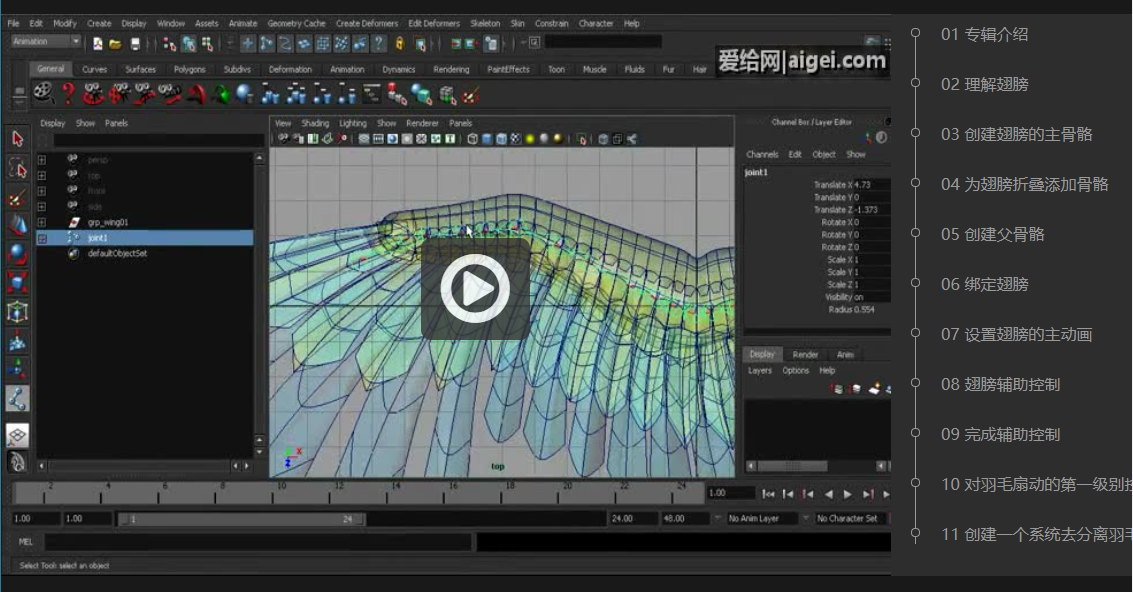 File Edit Modify Create Display Window Assets Animate Geometry Cache Create Deformers Edit Deformers Skeleton Skin Constrain Character Help
Animation
爱给网|aigei.com
General Curves Surfaces Polygons Subdivs Deformation Animation Dynamics Rendering PaintEffects Toon Muscle Fluids Fur Hair
Display Show Panels
View Shading Lighting Show Renderer Panels
Channel Box / Layer Editor
persp
top
front
side
grp_wing01
joint1
defaultObjectSet
top
Channels Edit Object Show
joint1
Translate X 4.73
Translate Y 0
Translate Z -1.373
Rotate X 0
Rotate Y 0
Rotate Z 0
Scale X 1
Scale Y 1
Scale Z 1
Visibility on
Radius 0.554
Display Render Anim
Layers Options Help
2 4 6 8 10 12 14 16 18 20 22 24
1.00
1.00 1.00 1 24 24.00 48.00 No Anim Layer No Character Set
MEL
Select Tool: select an object
01 专辑介绍
02 理解翅膀
03 创建翅膀的主骨骼
04 为翅膀折叠添加骨骼
05 创建父骨骼
06 绑定翅膀
07 设置翅膀的主动画
08 翅膀辅助控制
09 完成辅助控制
10 对羽毛扇动的第一级别
11 创建一个系统去分离羽